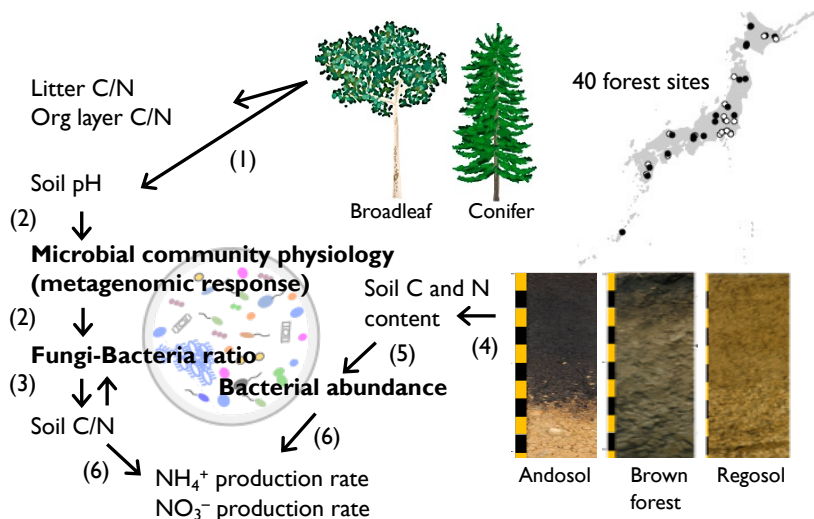 Litter C/N
Org layer C/N
40 forest sites
(1)
Soil pH
Broadleaf
Conifer
(2)
Microbial community physiology
(metagenomic response)
Soil C and N
content
(2)
(4)
(5)
Fungi-Bacteria ratio
(3)
Bacterial abundance
Soil C/N
(6)
(6)
NH₄⁺ production rate
NO₃⁻ production rate
Andosol
Brown
forest
Regosol